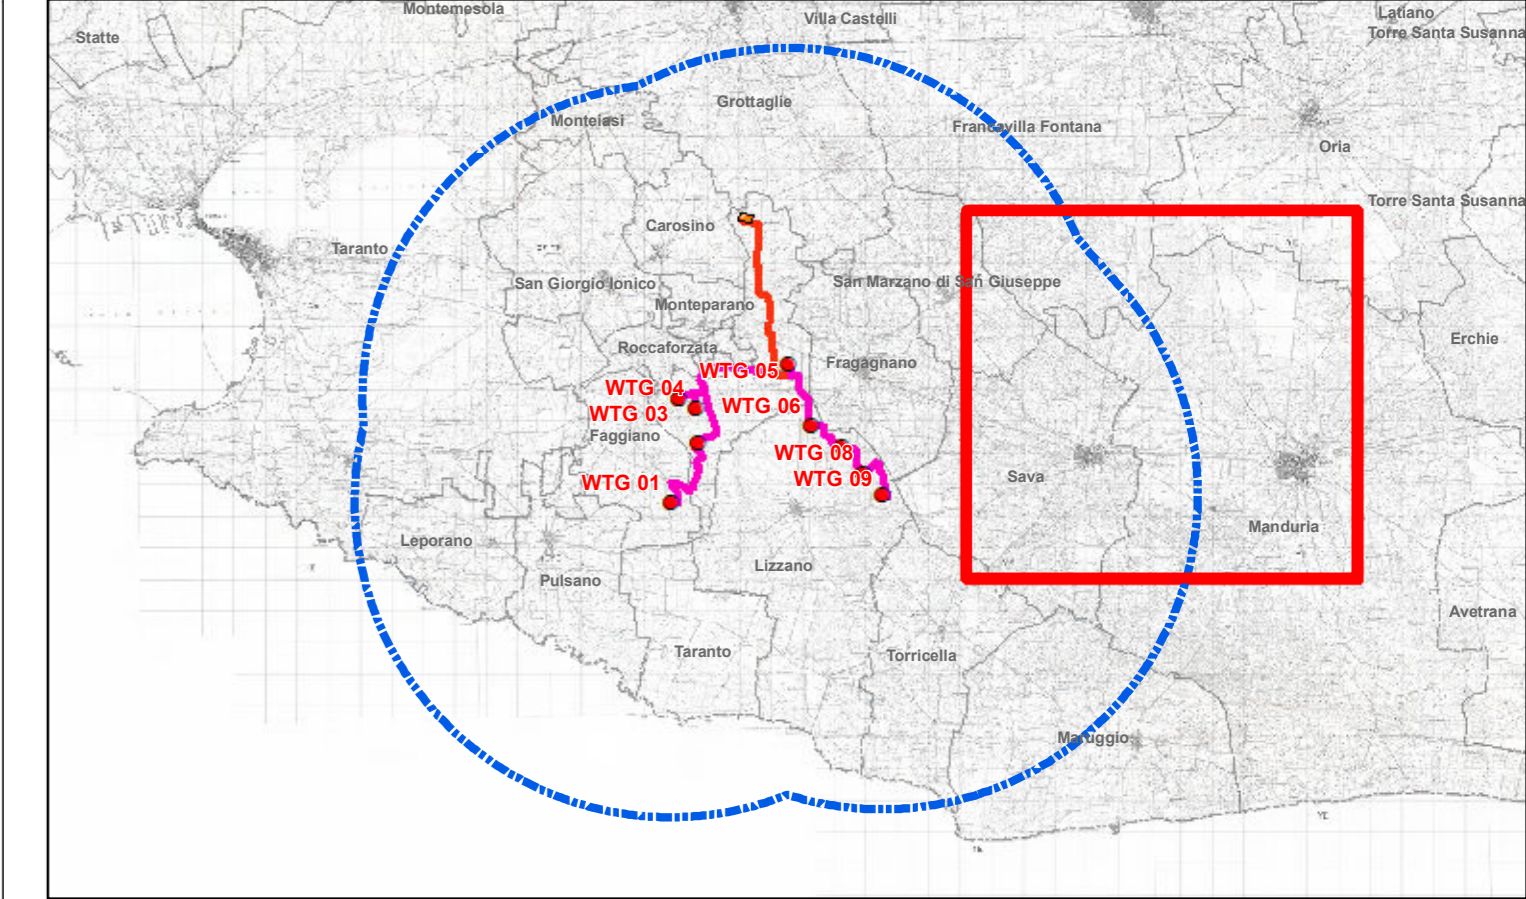 Montemesola
Villa Castelli
Latiano
Statte
Torre Santa Susanna
Grottaglie
Monteiasi
Francavilla Fontana
Oria
Torre Santa Susanna
Carosino
Taranto
San Giorgio Ionico
San Marzano di San Giuseppe
Monteparano
Erchie
Roccaforzata
Fragagnano
WTG 05
WTG 04
WTG 06
WTG 03
Faggiano
WTG 08
WTG 09
Sava
WTG 01
Manduria
Leporano
Lizzano
Pulsano
Avetrana
Taranto
Torricella
Maruggio